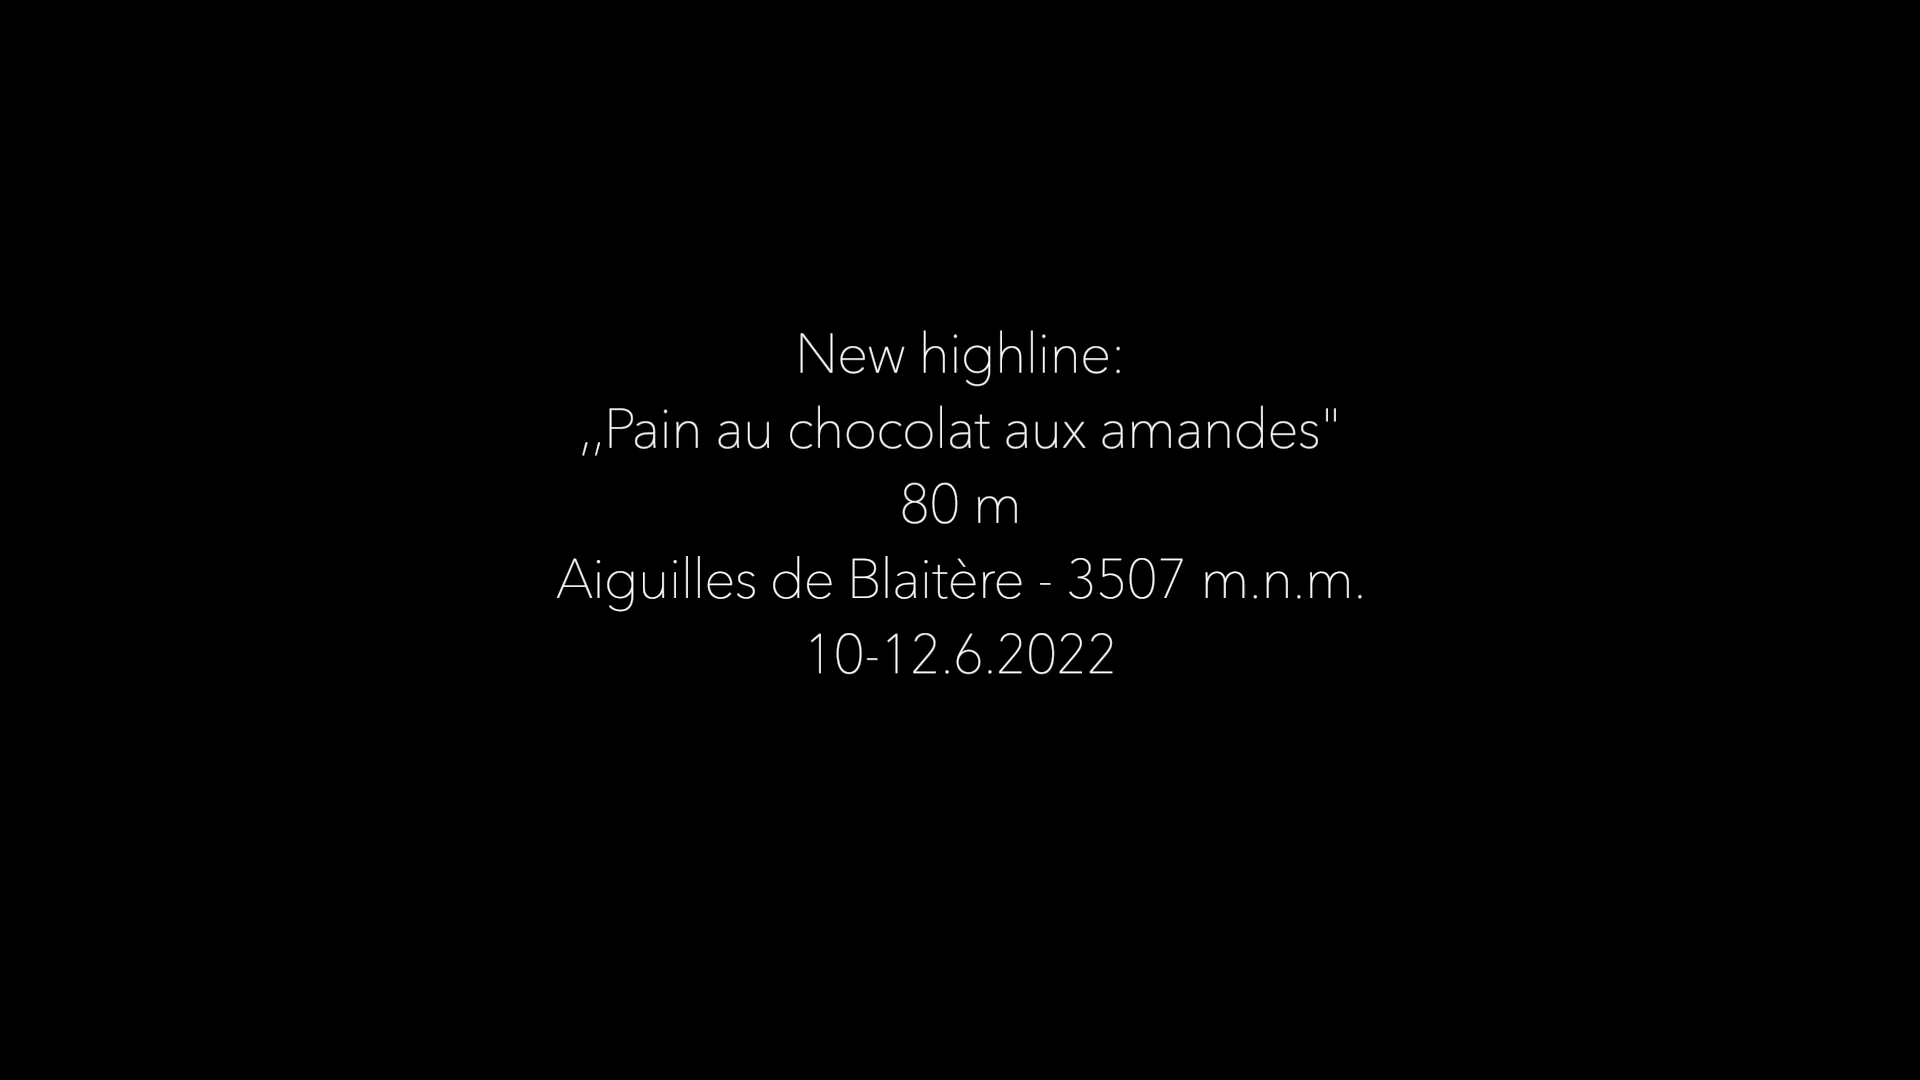 New highline:
,,Pain au chocolat aux amandes"
80 m
Aiguilles de Blaitère - 3507 m.n.m.
10-12.6.2022